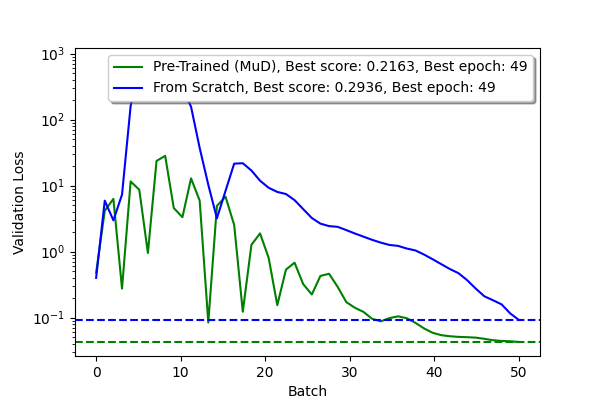 10³
10²
10¹
10⁰
10⁻¹
Validation Loss
Pre-Trained (MuD), Best score: 0.2163, Best epoch: 49
From Scratch, Best score: 0.2936, Best epoch: 49
0 10 20 30 40 50
Batch